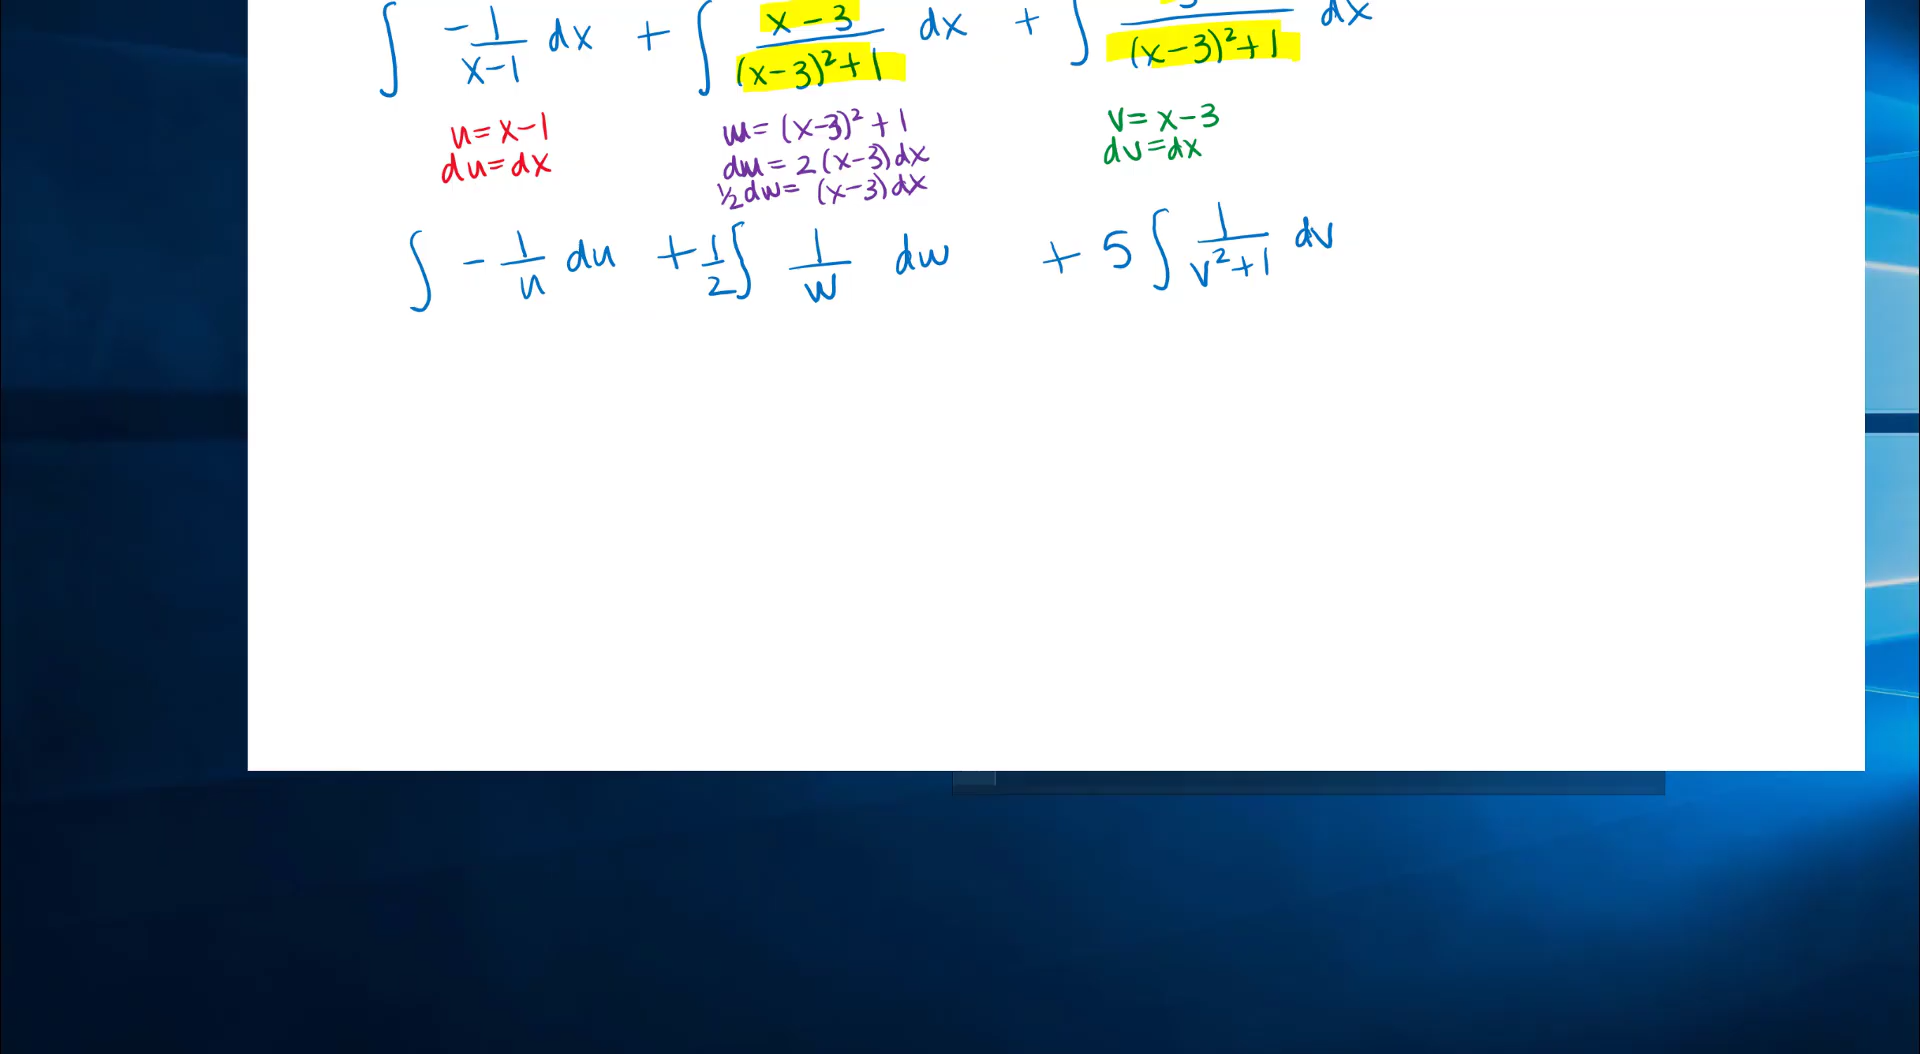 ∫ -1/(x-1) dx + ∫ (x-3)/((x-3)²+1) dx + ∫ /((x-3)²+1) dx
u=x-1 w=(x-3)²+1 v=x-3
du=dx dw=2(x-3)dx dv=dx
½dw=(x-3)dx
∫ -1/u du + 1/2 ∫ 1/w dw + 5 ∫ 1/(v²+1) dv